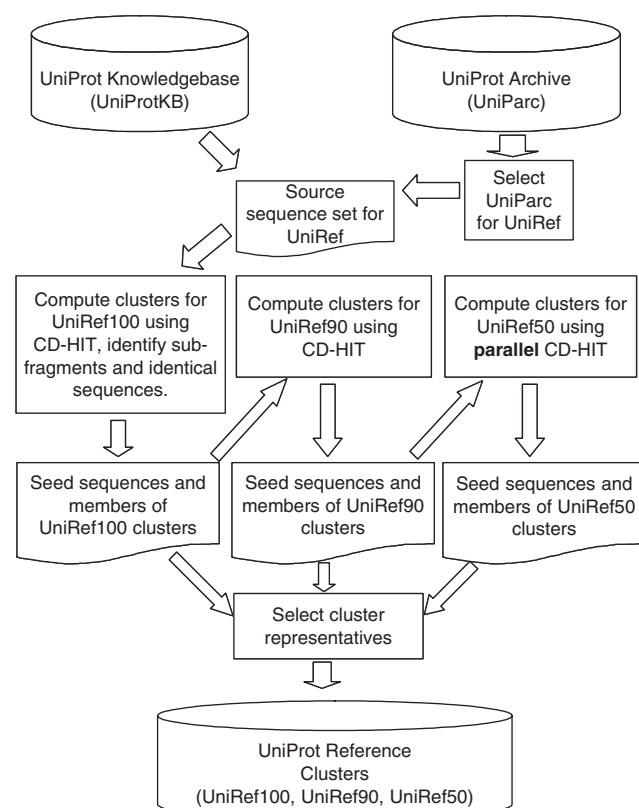 UniProt Knowledgebase
(UniProtKB)
UniProt Archive
(UniParc)
Select
UniParc
for UniRef
Source
sequence set for
UniRef
Compute clusters for
UniRef100 using
CD-HIT, identify sub-
fragments and identical
sequences.
Compute clusters for
UniRef90 using
CD-HIT
Compute clusters for
UniRef50 using
parallel CD-HIT
Seed sequences and
members of
UniRef100 clusters
Seed sequences and
members of UniRef90
clusters
Seed sequences and
members of UniRef50
clusters
Select cluster
representatives
UniProt Reference
Clusters
(UniRef100, UniRef90, UniRef50)